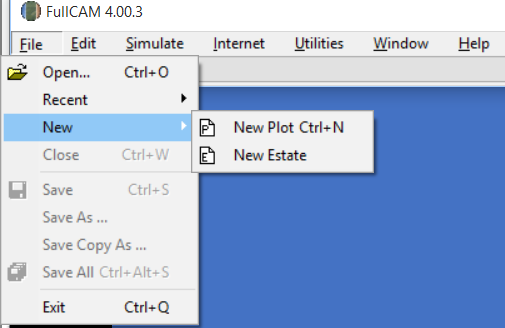 FullCAM 4.00.3
File Edit Simulate Internet Utilities Window Help
Open... Ctrl+O
Recent
New
P New Plot Ctrl+N
E New Estate
Close Ctrl+W
Save Ctrl+S
Save As ...
Save Copy As ...
Save All Ctrl+Alt+S
Exit Ctrl+Q